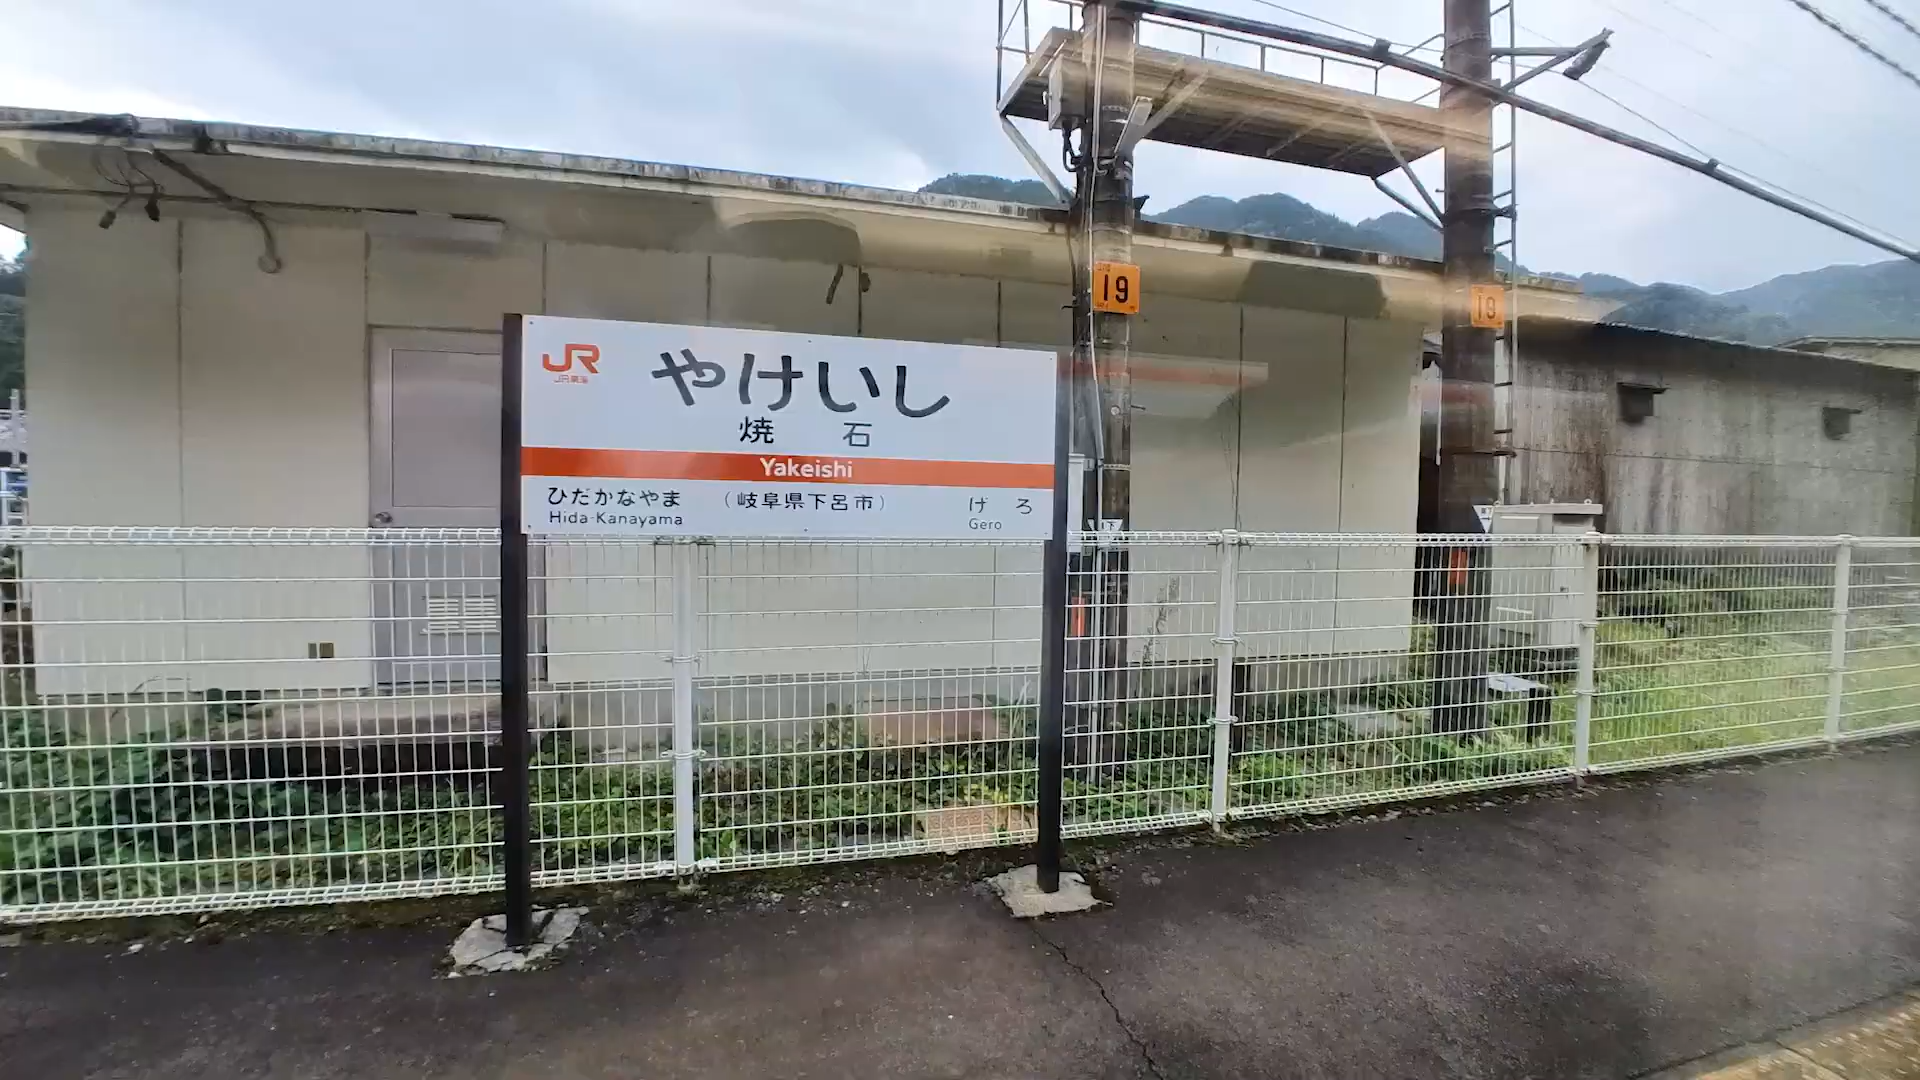 JR
JR東海
やけいし
焼石
Yakeishi
ひだかなやま (岐阜県下呂市) げろ
Hida-Kanayama Gero
19
19